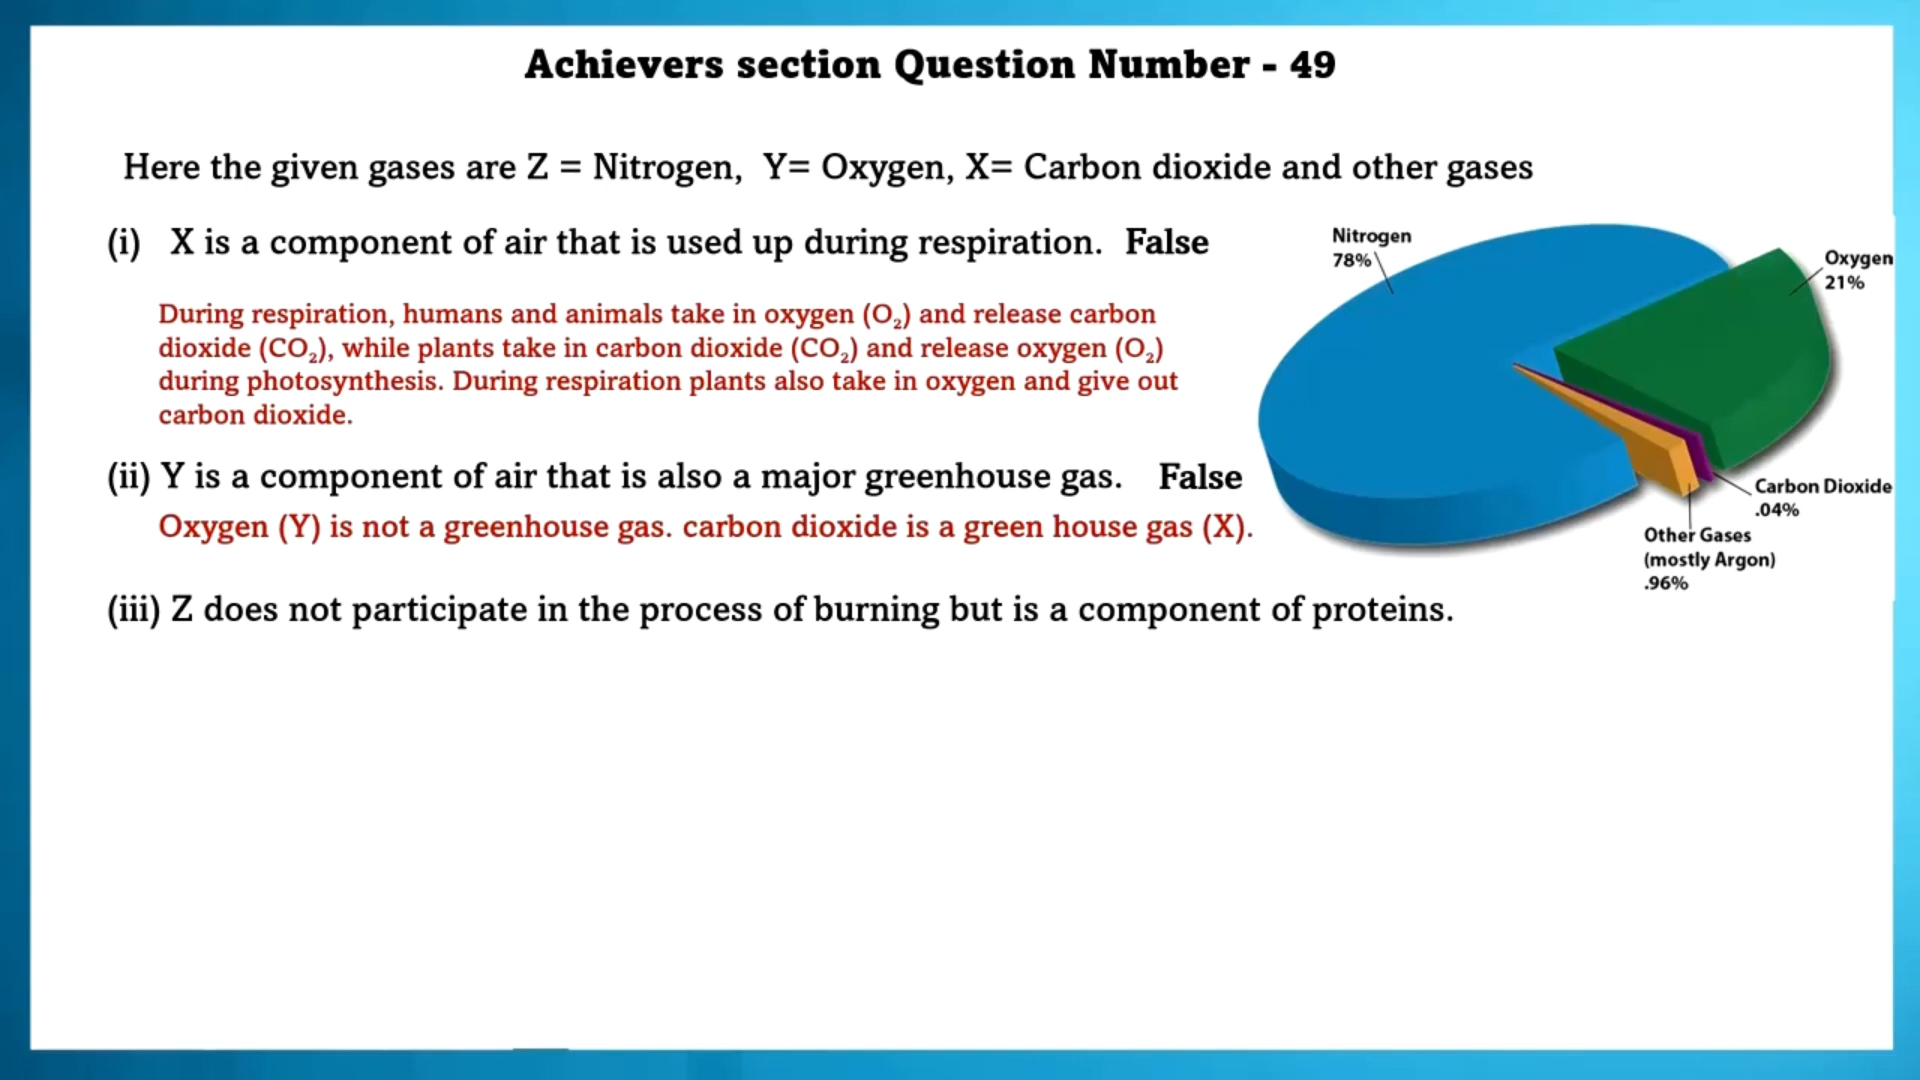 Achievers section Question Number - 49
Here the given gases are Z = Nitrogen, Y= Oxygen, X= Carbon dioxide and other gases
(i) X is a component of air that is used up during respiration. False
During respiration, humans and animals take in oxygen (O₂) and release carbon
dioxide (CO₂), while plants take in carbon dioxide (CO₂) and release oxygen (O₂)
during photosynthesis. During respiration plants also take in oxygen and give out
carbon dioxide.
(ii) Y is a component of air that is also a major greenhouse gas. False
Oxygen (Y) is not a greenhouse gas. carbon dioxide is a green house gas (X).
(iii) Z does not participate in the process of burning but is a component of proteins.
Nitrogen
78%
Oxygen
21%
Carbon Dioxide
.04%
Other Gases
(mostly Argon)
.96%